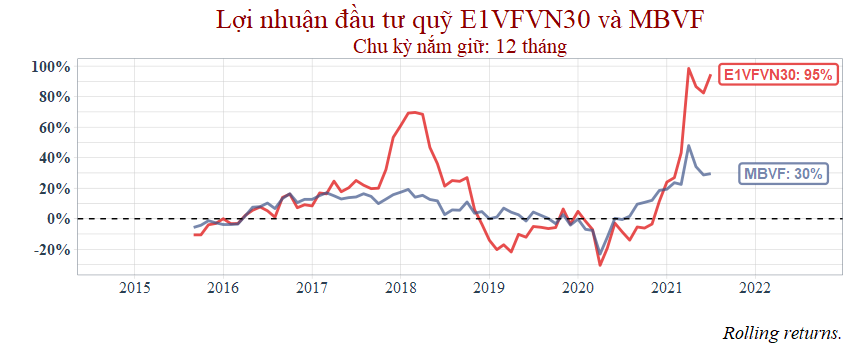 Lợi nhuận đầu tư quỹ E1VFVN30 và MBVF
Chu kỳ nắm giữ: 12 tháng
100%
80%
60%
40%
20%
0%
-20%
E1VFVN30: 95%
MBVF: 30%
2015 2016 2017 2018 2019 2020 2021 2022
Rolling returns.